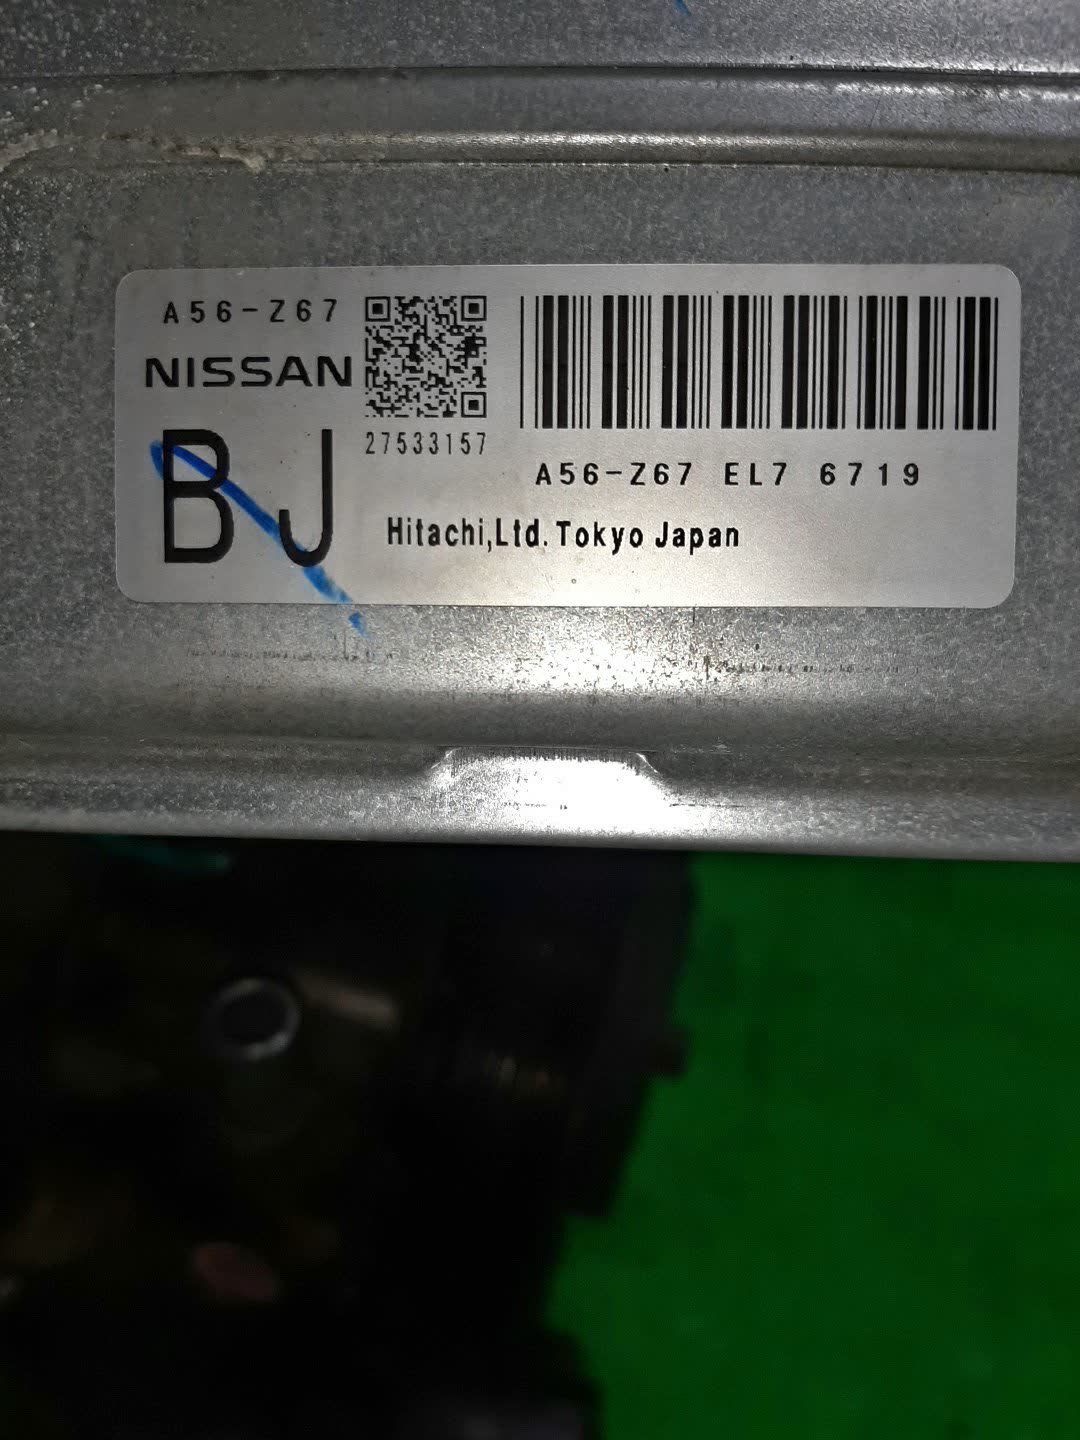 A56-Z67
NISSAN
BJ
27533157
A56-Z67 EL7 6719
Hitachi,Ltd. Tokyo Japan